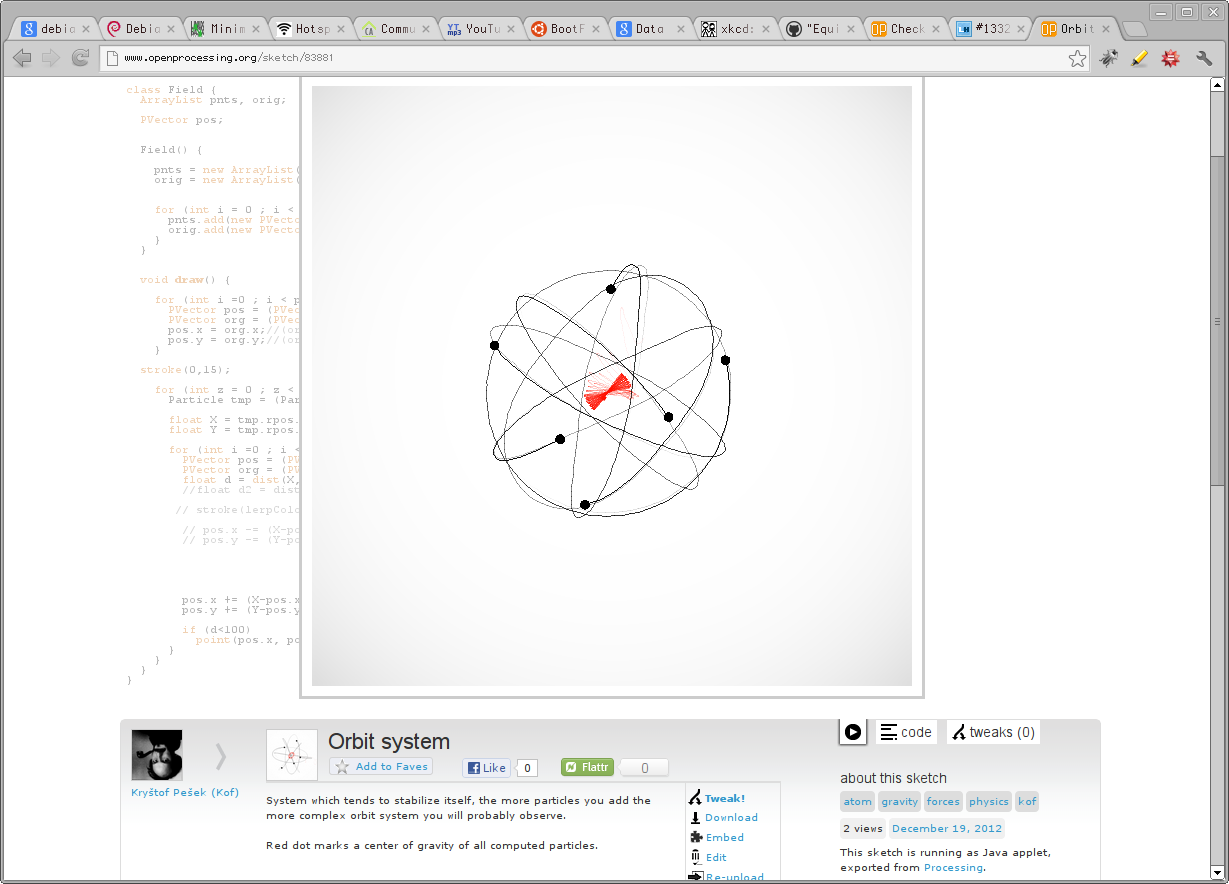 debia
Debia
Minim
Hotsp
Commu
YouTu
BootF
Data
xkcd:
"Equi
Check
#1332
Orbit
www.openprocessing.org/sketch/83881
class Field {
ArrayList pnts, orig;
PVector pos;
Field() {
pnts = new ArrayList(
orig = new ArrayList(
for (int i = 0 ; i <
pnts.add(new PVecto
orig.add(new PVecto
}
}
void draw() {
for (int i =0 ; i < p
PVector pos = (PVec
PVector org = (PVec
pos.x = org.x;//(or
pos.y = org.y;//(or
}
stroke(0,15);
for (int z = 0 ; z <
Particle tmp = (Par
float X = tmp.rpos.
float Y = tmp.rpos.
for (int i =0 ; i <
PVector pos = (PV
PVector org = (PV
float d = dist(X,
//float d2 = dist
// stroke(lerpColo
// pos.x -= (X-po
// pos.y -= (Y-po
pos.x += (X-pos.x
pos.y += (Y-pos.y
if (d<100)
point(pos.x, po
}
}
}
}
Kryštof Pešek (Kof)
Orbit system
Add to Faves
Like 0
Flattr 0
System which tends to stabilize itself, the more particles you add the
more complex orbit system you will probably observe.
Red dot marks a center of gravity of all computed particles.
Tweak!
Download
Embed
Edit
Re-upload
code
tweaks (0)
about this sketch
atom gravity forces physics kof
2 views December 19, 2012
This sketch is running as Java applet,
exported from Processing.